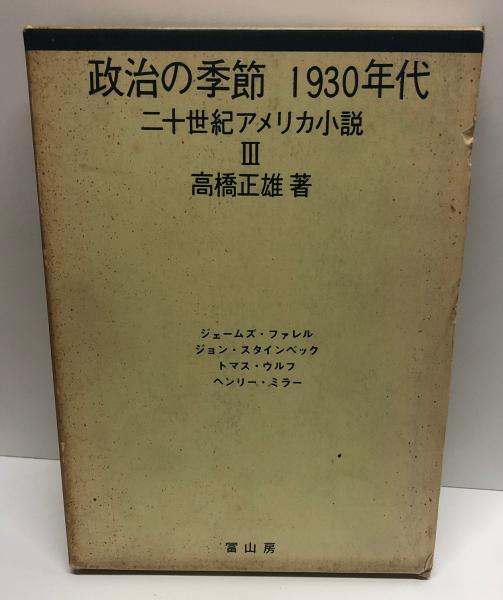 政治の季節 1930年代
二十世紀アメリカ小説
III
高橋正雄 著
ジェームズ・ファレル
ジョン・スタインベック
トマス・ウルフ
ヘンリー・ミラー
冨山房